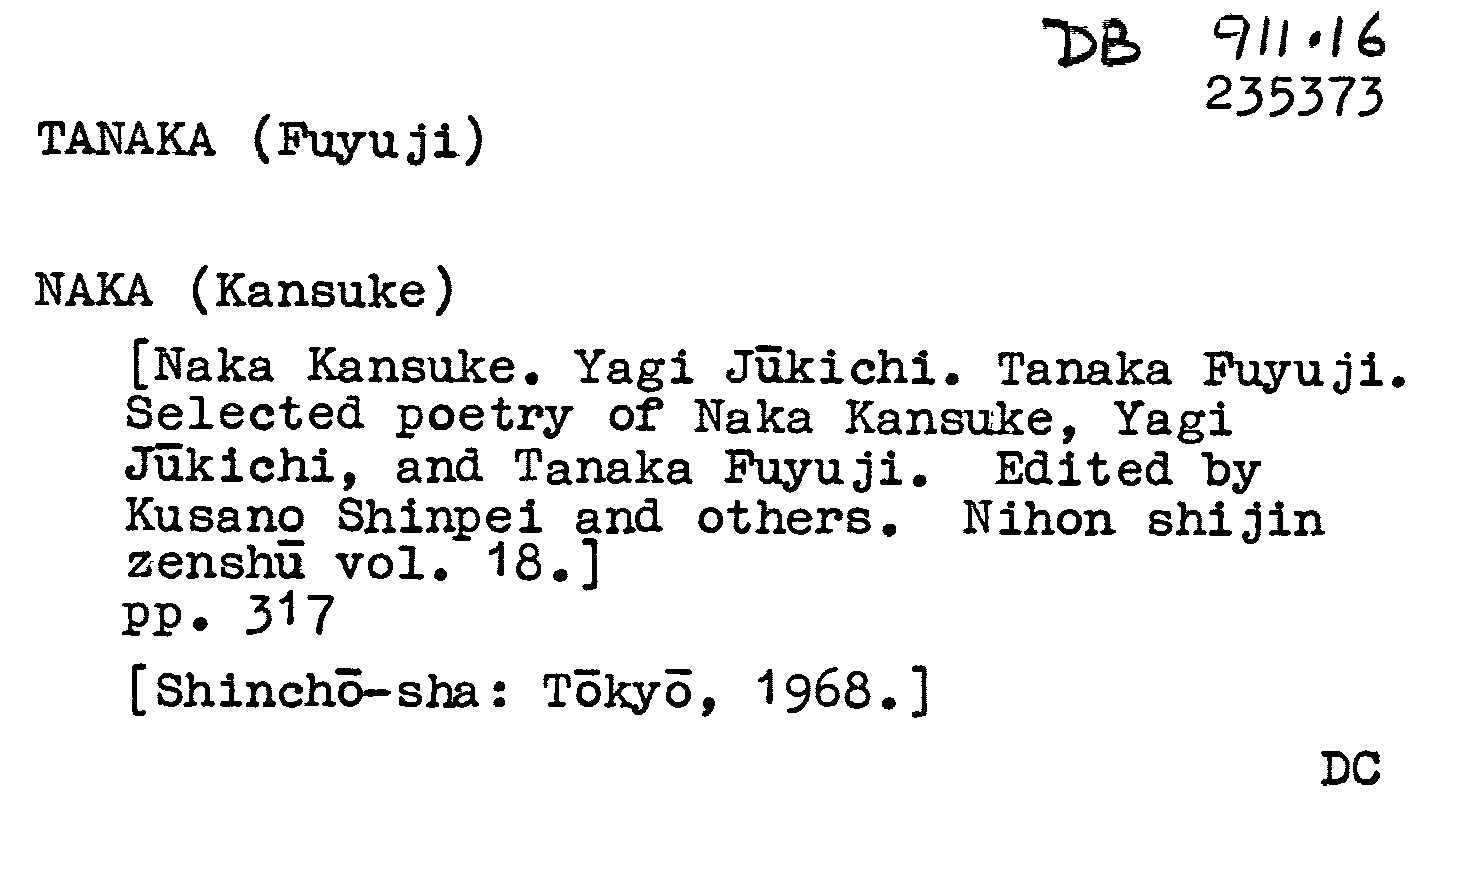 DB 911.16
235373
TANAKA (Fuyuji)
NAKA (Kansuke)
[Naka Kansuke. Yagi Jūkichi. Tanaka Fuyuji.
Selected poetry of Naka Kansuke, Yagi
Jūkichi, and Tanaka Fuyuji. Edited by
Kusano Shinpei and others. Nihon shijin
zenshū vol. 18.]
pp. 317
[Shinchō-sha: Tōkyō, 1968.]
DC